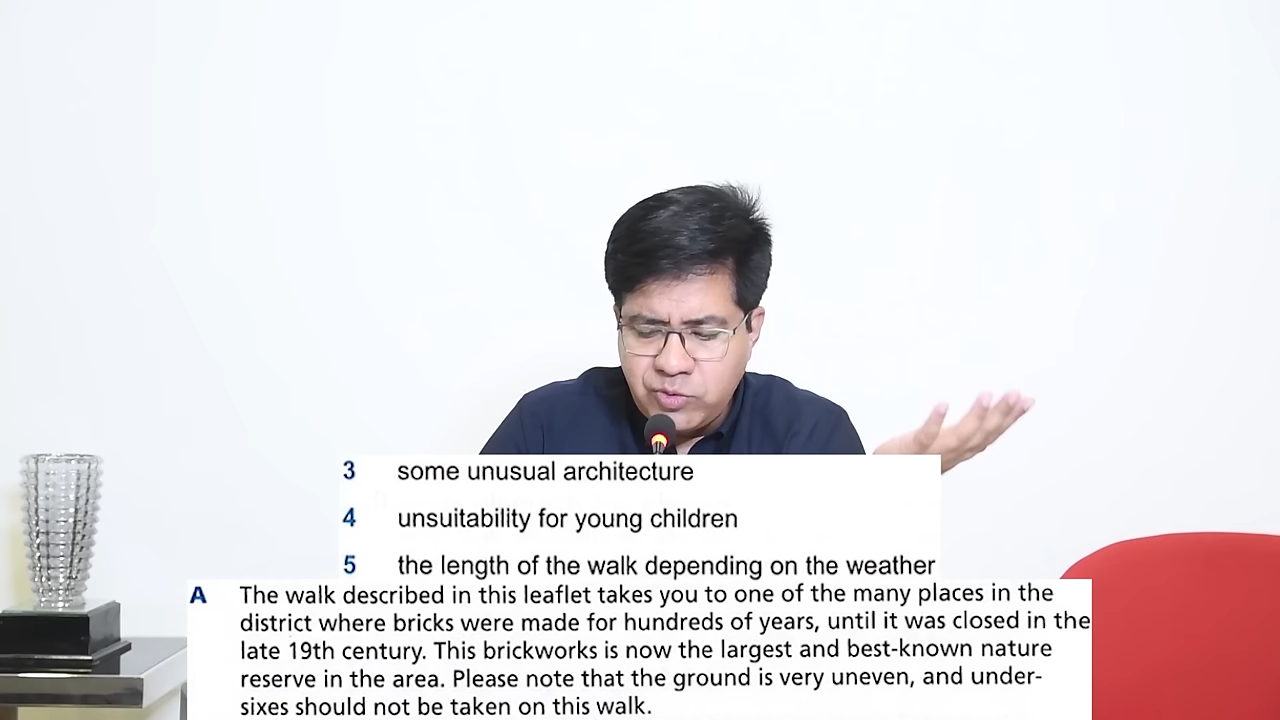 3 some unusual architecture
4 unsuitability for young children
5 the length of the walk depending on the weather
A The walk described in this leaflet takes you to one of the many places in the
district where bricks were made for hundreds of years, until it was closed in the
late 19th century. This brickworks is now the largest and best-known nature
reserve in the area. Please note that the ground is very uneven, and under-
sixes should not be taken on this walk.